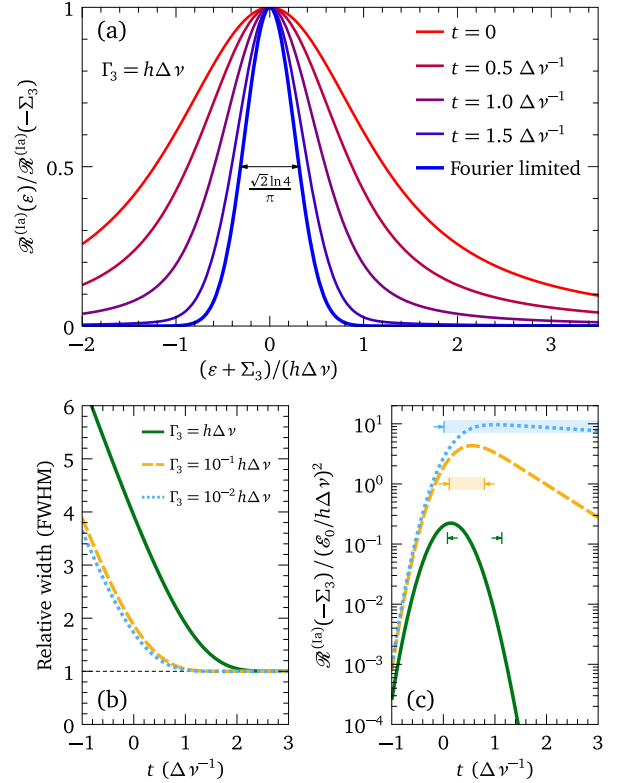 (a)
Γ₃ = hΔν
t = 0
t = 0.5 Δν⁻¹
t = 1.0 Δν⁻¹
t = 1.5 Δν⁻¹
Fourier limited
√2 ln 4
π
ℛ⁽ᴵᵃ⁾(ε)/ℛ⁽ᴵᵃ⁾(−Σ₃)
1
0.5
0
−2 −1 0 1 2 3
(ε + Σ₃)/(hΔν)
Relative width (FWHM)
6
5
4
3
2
1
0
Γ₃ = hΔν
Γ₃ = 10⁻¹ hΔν
Γ₃ = 10⁻² hΔν
(b)
−1 0 1 2 3
t (Δν⁻¹)
ℛ⁽ᴵᵃ⁾(−Σ₃)/(ℰ₀/hΔν)²
10¹
10⁰
10⁻¹
10⁻²
10⁻³
10⁻⁴
(c)
−1 0 1 2 3
t (Δν⁻¹)